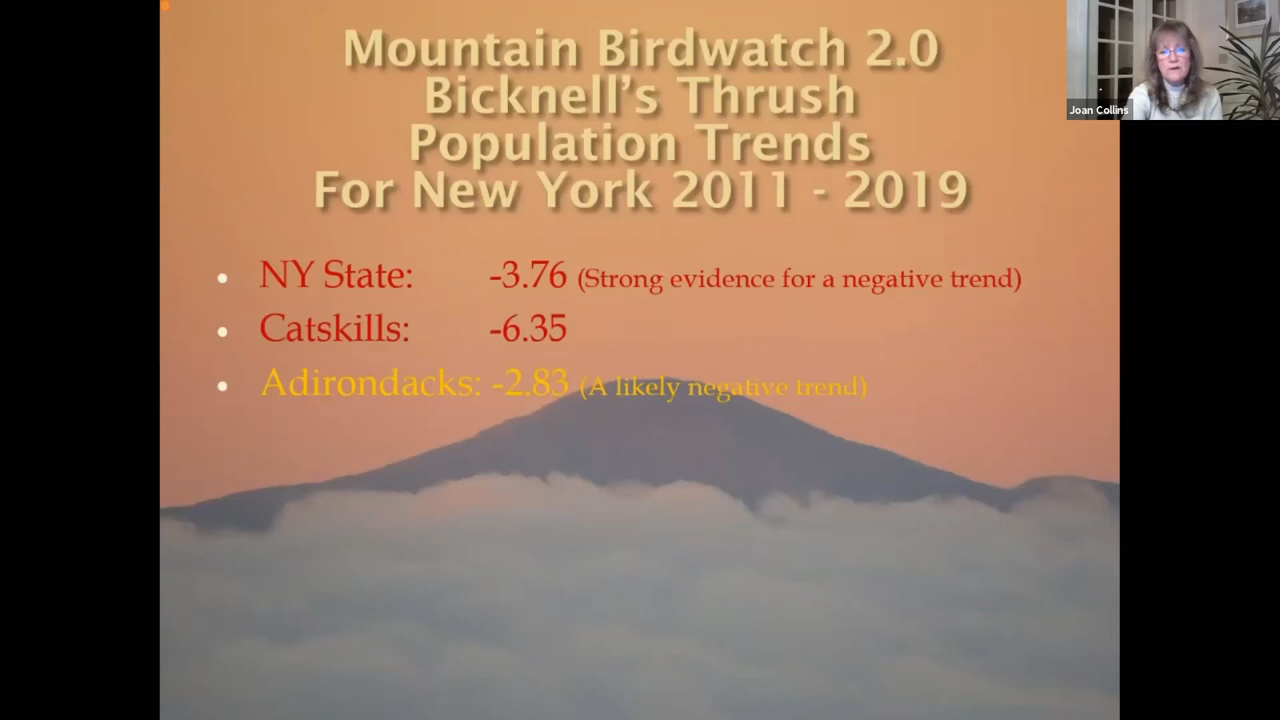 Mountain Birdwatch 2.0
Bicknell's Thrush
Population Trends
For New York 2011 - 2019
Joan Collins
• NY State: -3.76 (Strong evidence for a negative trend)
• Catskills: -6.35
• Adirondacks: -2.83 (A likely negative trend)